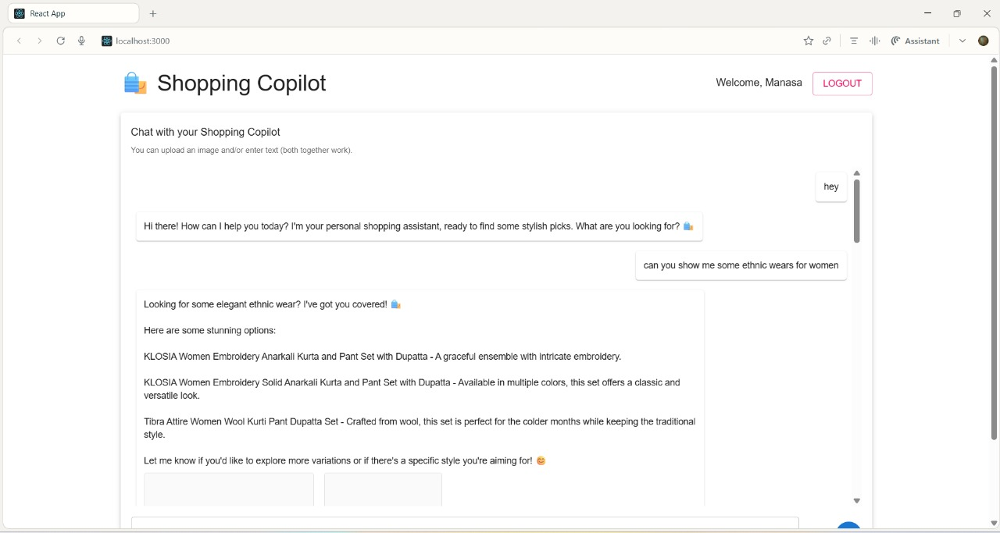 React App
localhost:3000
Assistant
Shopping Copilot
Welcome, Manasa
LOGOUT
Chat with your Shopping Copilot
You can upload an image and/or enter text (both together work).
hey
Hi there! How can I help you today? I'm your personal shopping assistant, ready to find some stylish picks. What are you looking for?
can you show me some ethnic wears for women
Looking for some elegant ethnic wear? I've got you covered!
Here are some stunning options:
KLOSIA Women Embroidery Anarkali Kurta and Pant Set with Dupatta - A graceful ensemble with intricate embroidery.
KLOSIA Women Embroidery Solid Anarkali Kurta and Pant Set with Dupatta - Available in multiple colors, this set offers a classic and
versatile look.
Tibra Attire Women Wool Kurti Pant Dupatta Set - Crafted from wool, this set is perfect for the colder months while keeping the traditional
style.
Let me know if you'd like to explore more variations or if there's a specific style you're aiming for!